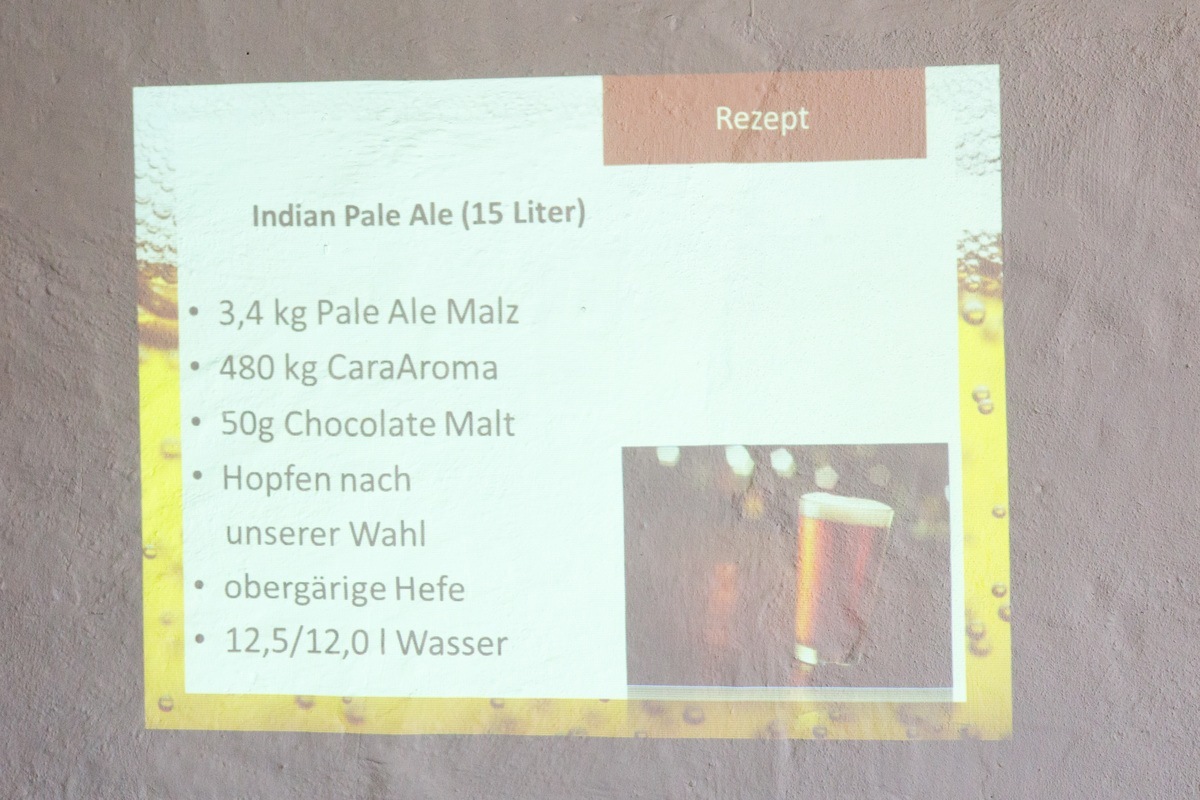 Rezept
Indian Pale Ale (15 Liter)
• 3,4 kg Pale Ale Malz
• 480 kg CaraAroma
• 50g Chocolate Malt
• Hopfen nach
unserer Wahl
• obergärige Hefe
• 12,5/12,0 l Wasser